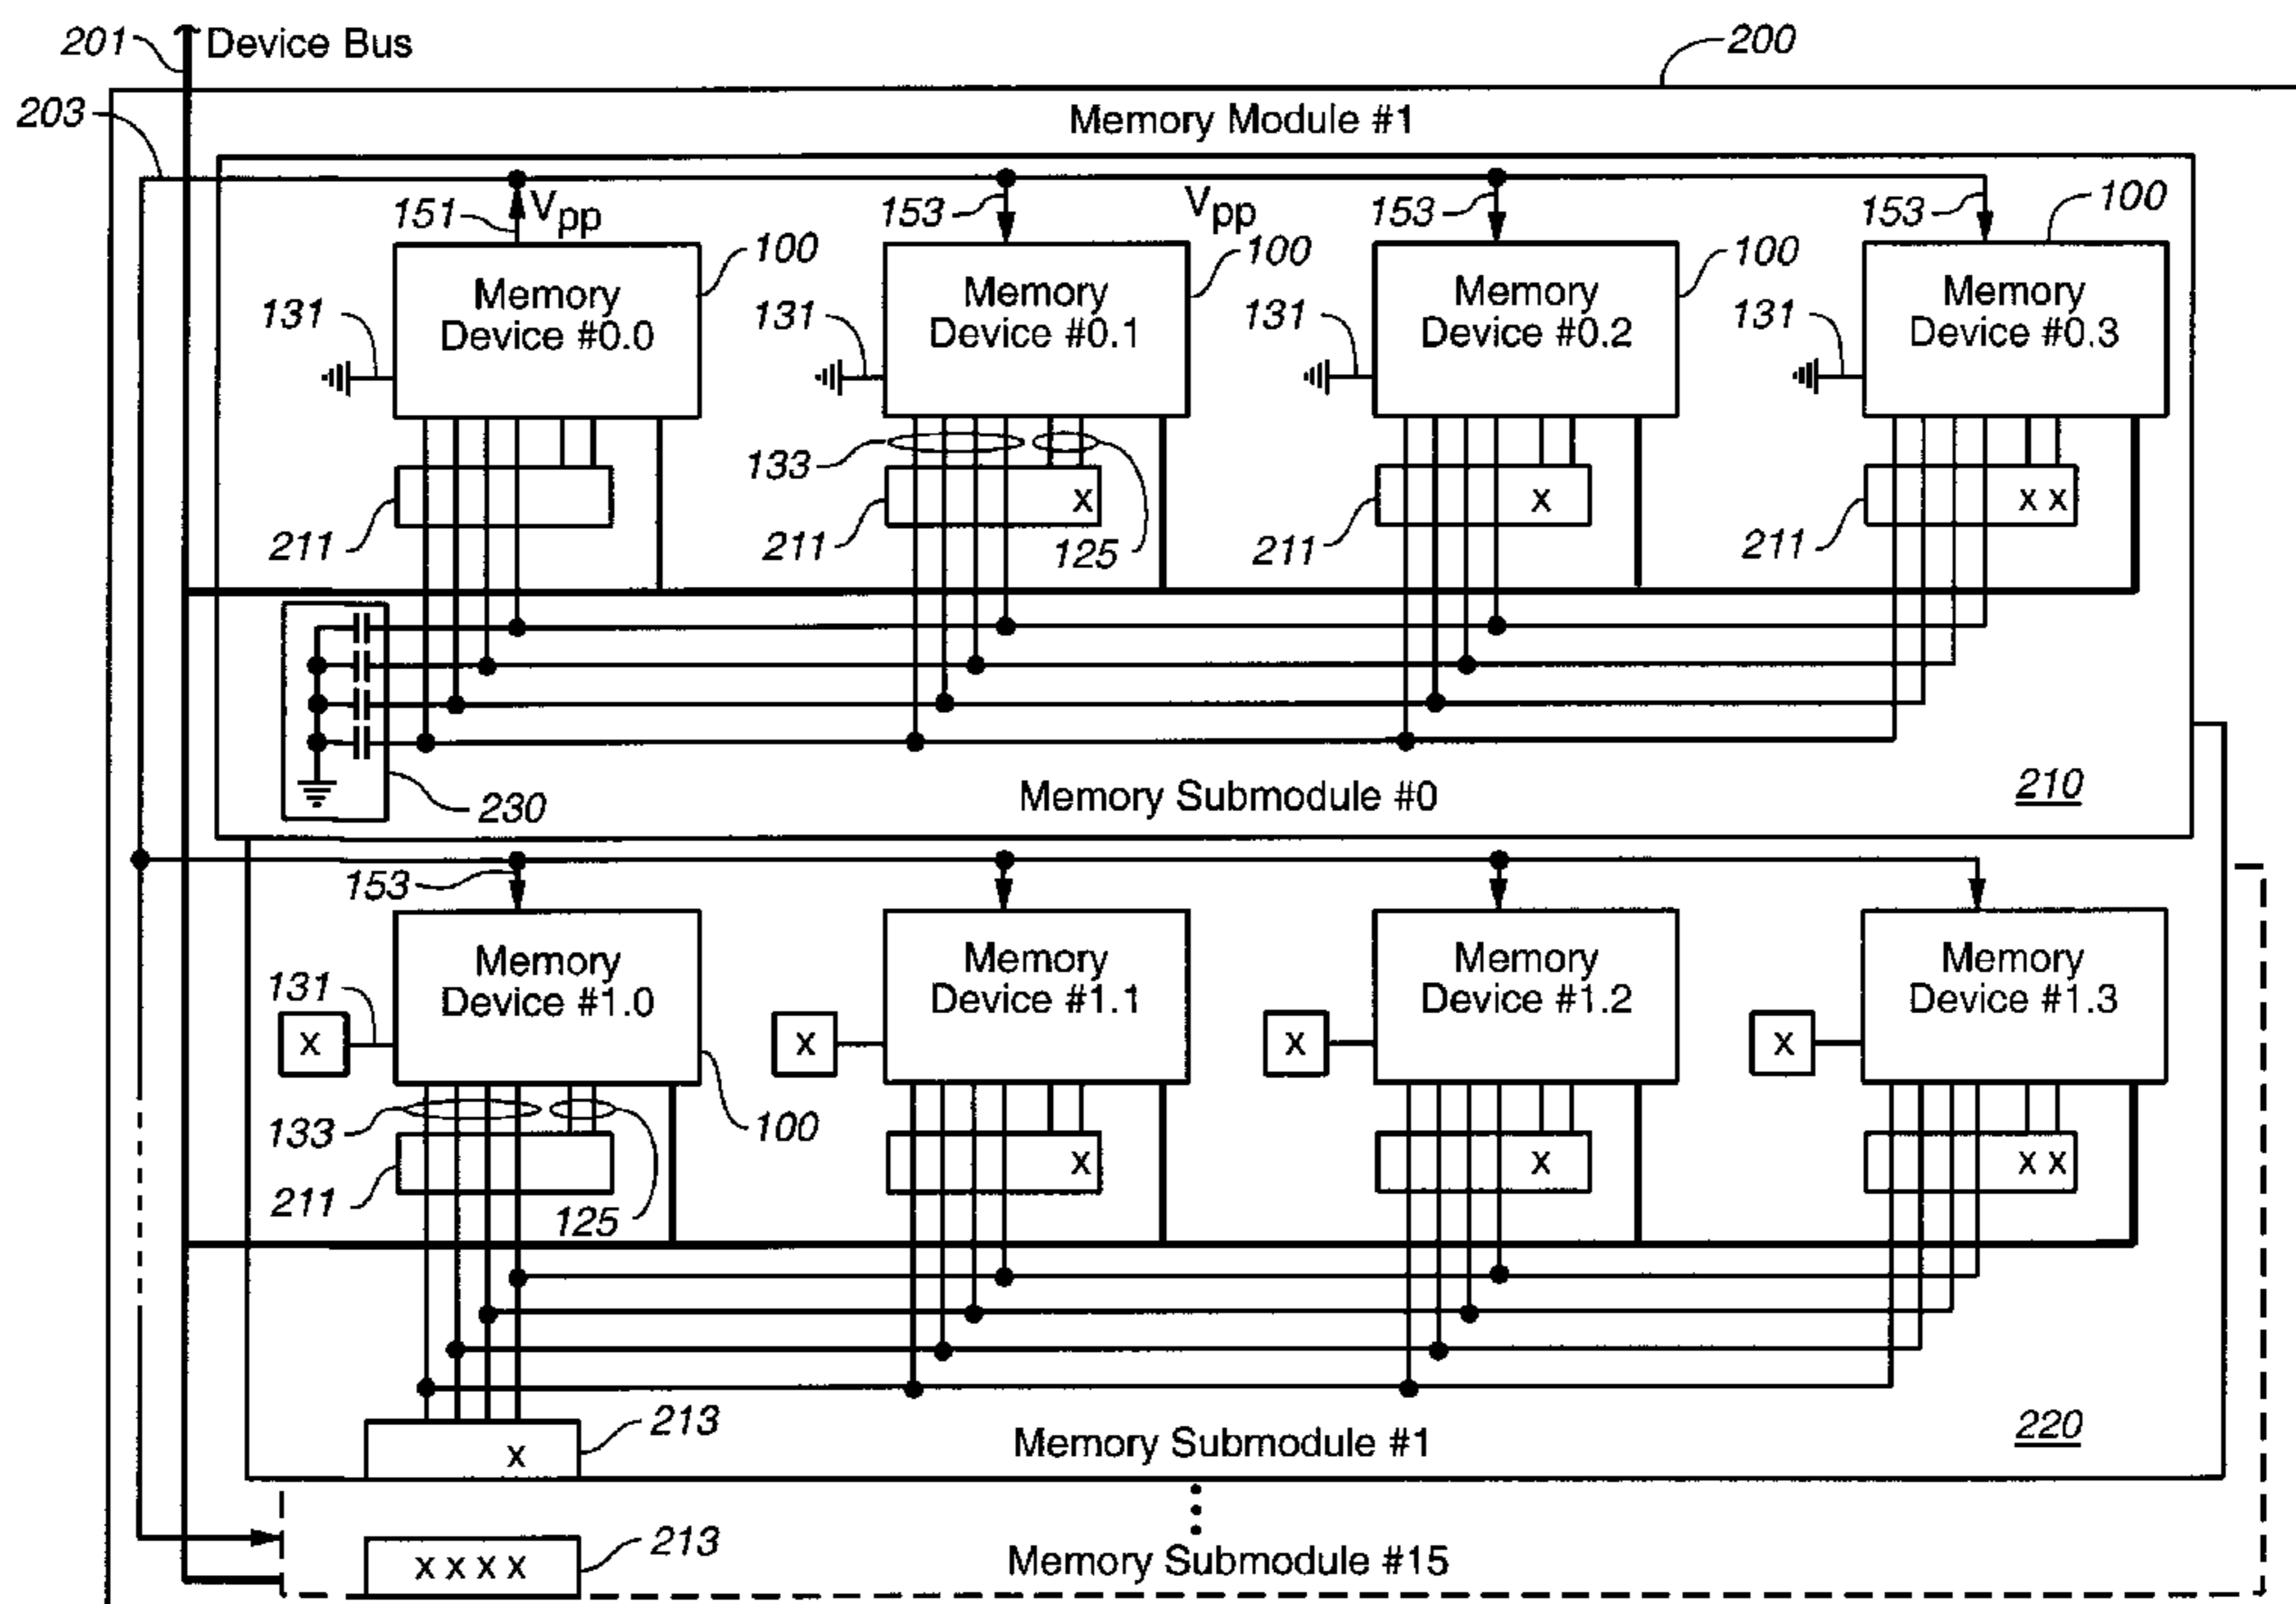 201 Device Bus 200
203 Memory Module #1
151 Vpp 153 Vpp 153 153 100
100 100 100
Memory Device #0.0
Memory Device #0.1
Memory Device #0.2
Memory Device #0.3
131 131 131 131
133
x x x x
211 211 125 211 211
230 Memory Submodule #0 210
153
Memory Device #1.0
Memory Device #1.1
Memory Device #1.2
Memory Device #1.3
131
x x x x
133 100
x x x x
211 125
213
x Memory Submodule #1 220
213
x x x x Memory Submodule #15